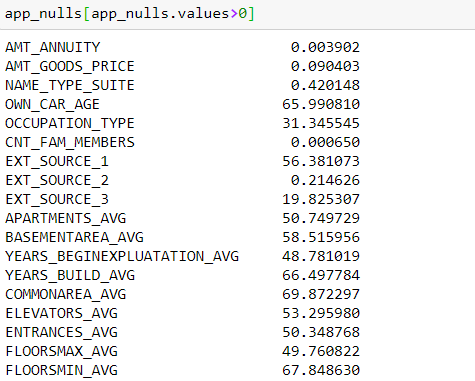 app_nulls[app_nulls.values>0]
AMT_ANNUITY 0.003902
AMT_GOODS_PRICE 0.090403
NAME_TYPE_SUITE 0.420148
OWN_CAR_AGE 65.990810
OCCUPATION_TYPE 31.345545
CNT_FAM_MEMBERS 0.000650
EXT_SOURCE_1 56.381073
EXT_SOURCE_2 0.214626
EXT_SOURCE_3 19.825307
APARTMENTS_AVG 50.749729
BASEMENTAREA_AVG 58.515956
YEARS_BEGINEXPLUATATION_AVG 48.781019
YEARS_BUILD_AVG 66.497784
COMMONAREA_AVG 69.872297
ELEVATORS_AVG 53.295980
ENTRANCES_AVG 50.348768
FLOORSMAX_AVG 49.760822
FLOORSMIN_AVG 67.848630